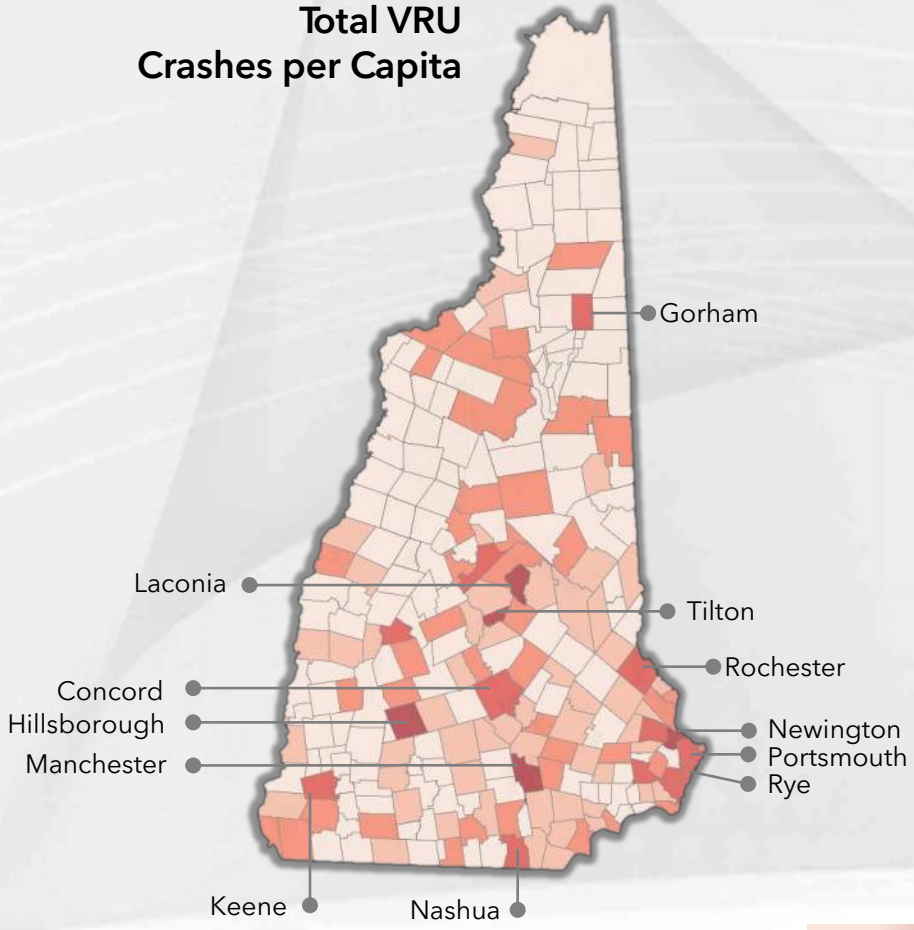 Total VRU
Crashes per Capita
Gorham
Laconia
Tilton
Rochester
Concord
Hillsborough
Newington
Manchester
Portsmouth
Rye
Keene
Nashua